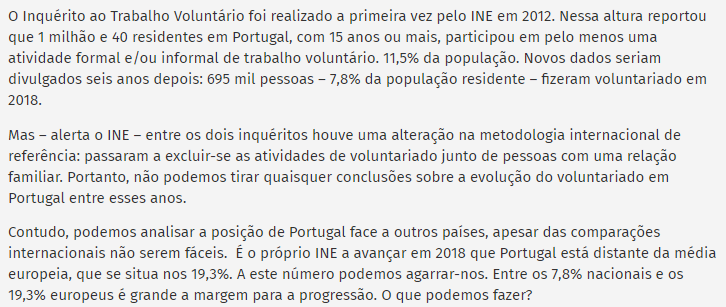 O Inquérito ao Trabalho Voluntário foi realizado a primeira vez pelo INE em 2012. Nessa altura reportou
que 1 milhão e 40 residentes em Portugal, com 15 anos ou mais, participou em pelo menos uma
atividade formal e/ou informal de trabalho voluntário. 11,5% da população. Novos dados seriam
divulgados seis anos depois: 695 mil pessoas – 7,8% da população residente – fizeram voluntariado em
2018.
Mas – alerta o INE – entre os dois inquéritos houve uma alteração na metodologia internacional de
referência: passaram a excluir-se as atividades de voluntariado junto de pessoas com uma relação
familiar. Portanto, não podemos tirar quaisquer conclusões sobre a evolução do voluntariado em
Portugal entre esses anos.
Contudo, podemos analisar a posição de Portugal face a outros países, apesar das comparações
internacionais não serem fáceis.  É o próprio INE a avançar em 2018 que Portugal está distante da média
europeia, que se situa nos 19,3%. A este número podemos agarrar-nos. Entre os 7,8% nacionais e os
19,3% europeus é grande a margem para a progressão. O que podemos fazer?